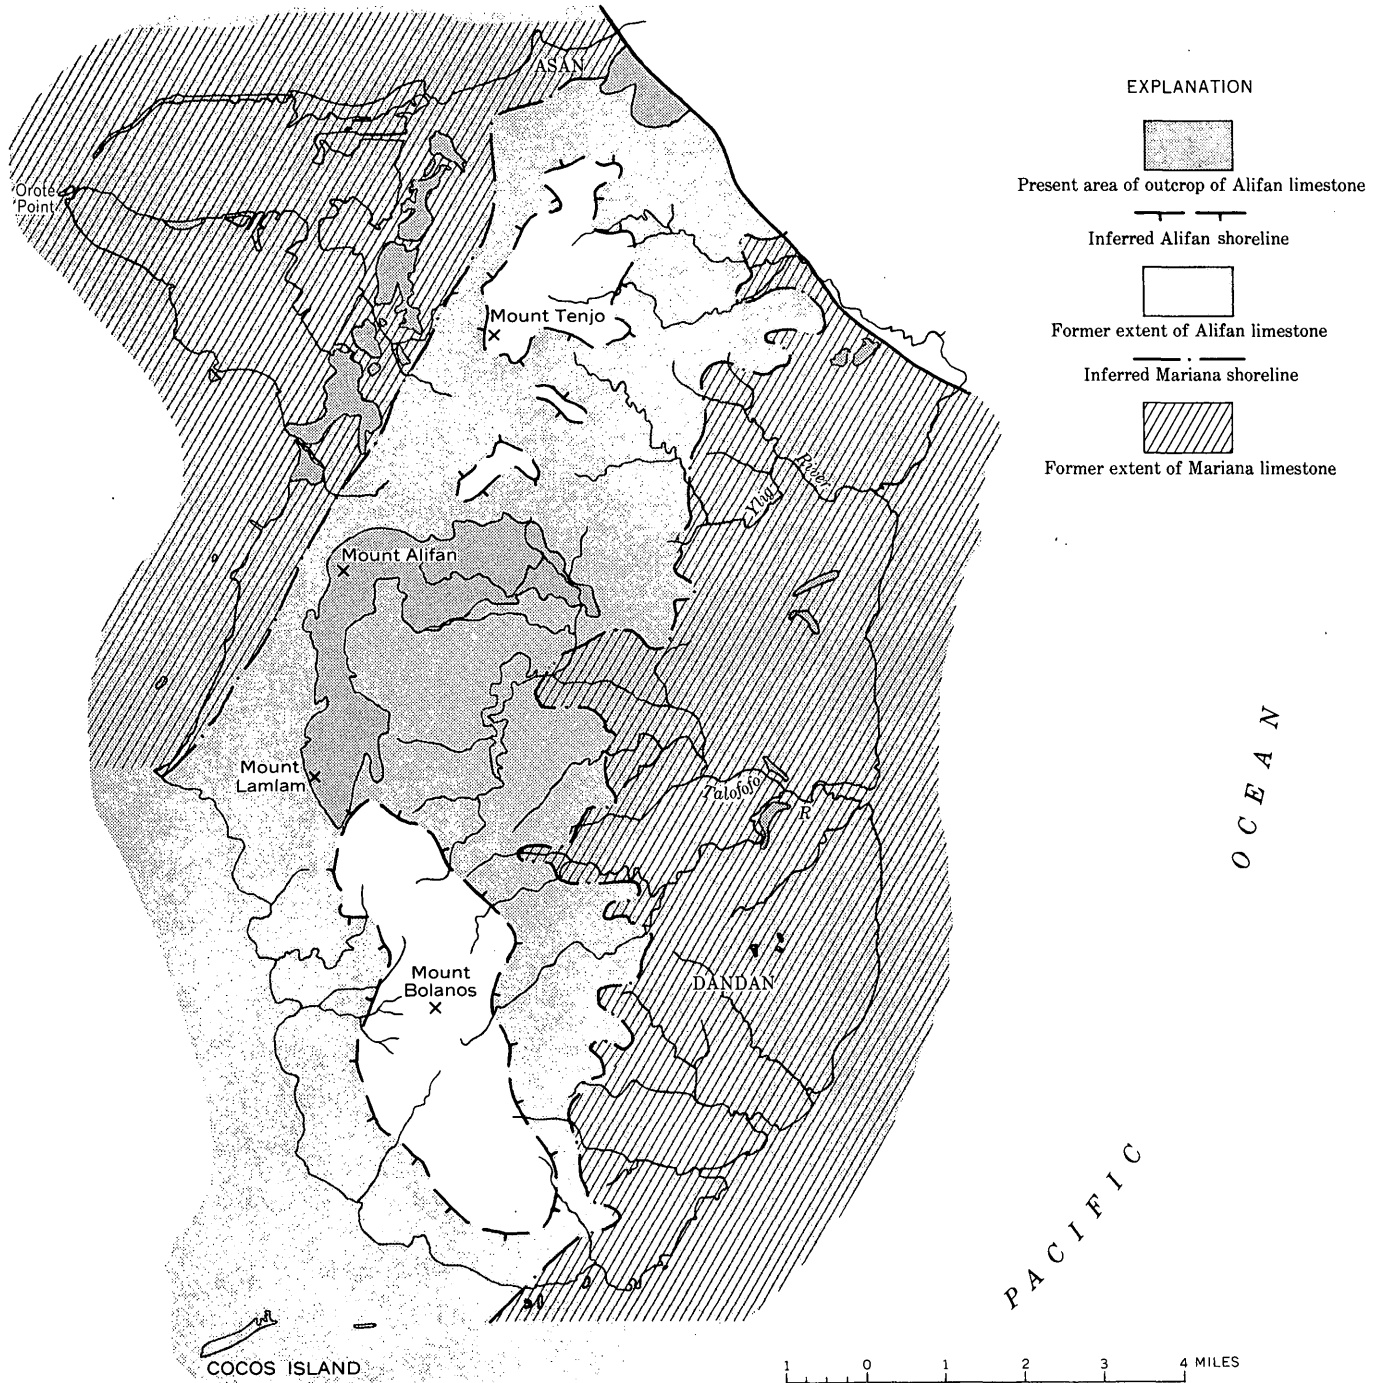 EXPLANATION
Present area of outcrop of Alifan limestone
Inferred Alifan shoreline
Former extent of Alifan limestone
Inferred Mariana shoreline
Former extent of Mariana limestone
ASAN
Orote
Point
Mount Tenjo
Ylig River
Mount Alifan
Mount
Lamlam
Talofofo R
Mount
Bolanos
DANDAN
PACIFIC OCEAN
COCOS ISLAND
1 0 1 2 3 4 MILES